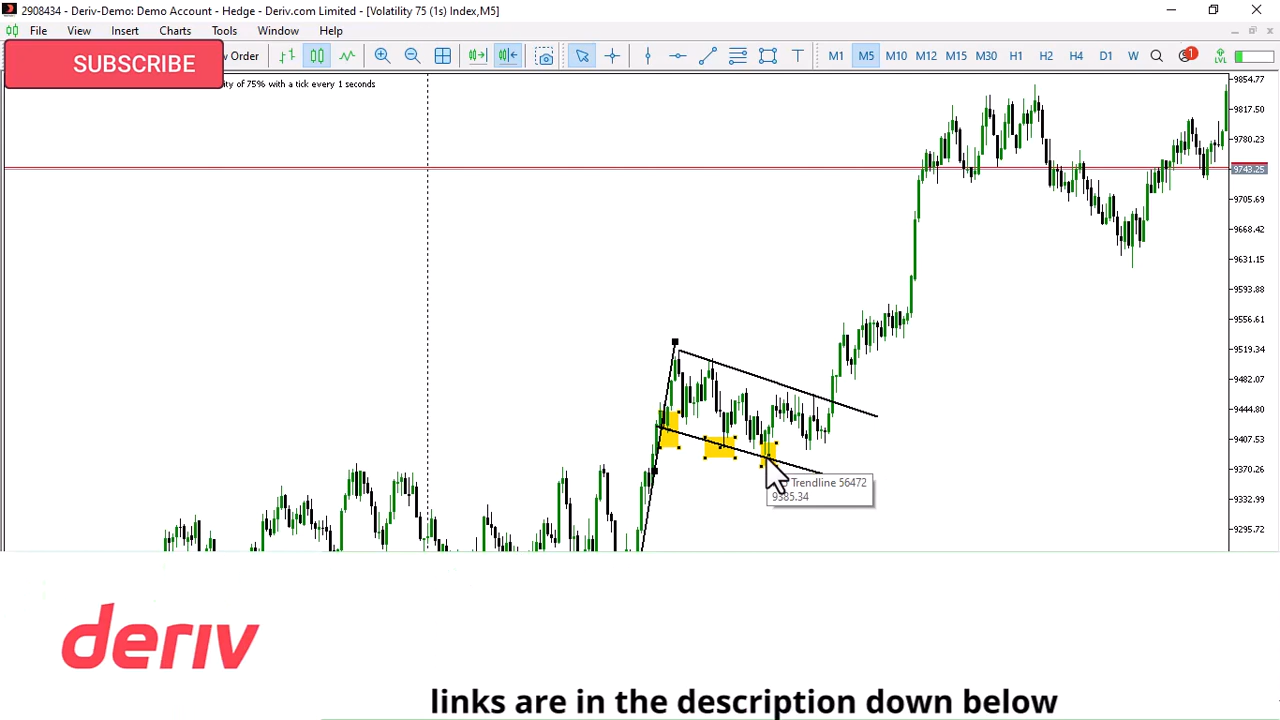 2908434 - Deriv-Demo: Demo Account - Hedge - Deriv.com Limited - [Volatility 75 (1s) Index,M5]
File View Insert Charts Tools Window Help
SUBSCRIBE
Order
M1 M5 M10 M12 M15 M30 H1 H2 H4 D1 W
1
LVL
ity of 75% with a tick every 1 seconds
9854.77
9817.50
9780.23
9743.25
9705.69
9668.42
9631.15
9593.88
9556.61
9519.34
9482.07
9444.80
9407.53
9370.26
9332.99
9295.72
Trendline 56472
9385.34
deriv
links are in the description down below